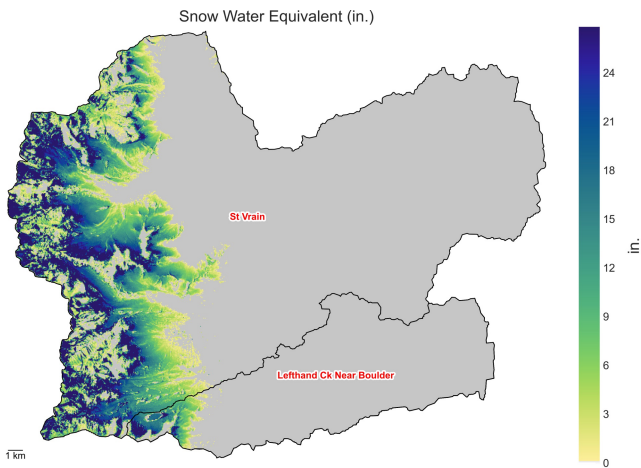 Snow Water Equivalent (in.)
24
21
18
15
12
9
6
3
0
in.
St Vrain
Lefthand Ck Near Boulder
1 km